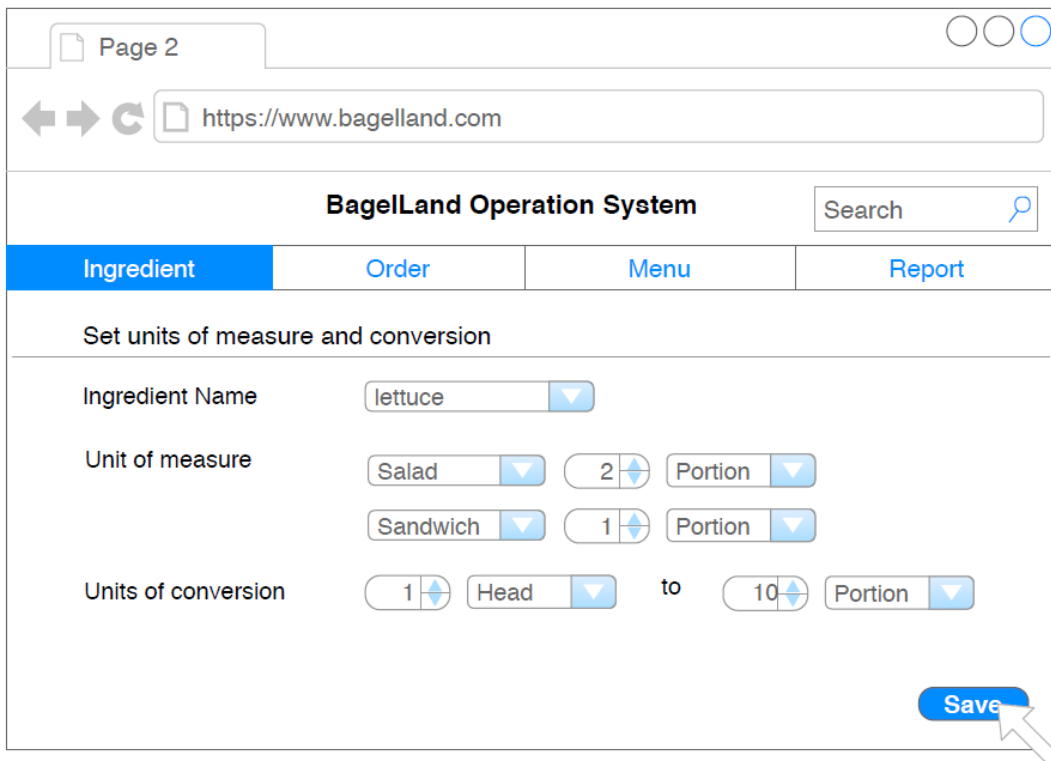 Page 2
https://www.bagelland.com
BagelLand Operation System
Search
Ingredient Order Menu Report
Set units of measure and conversion
Ingredient Name lettuce
Unit of measure Salad 2 Portion
Sandwich 1 Portion
Units of conversion 1 Head to 10 Portion
Save